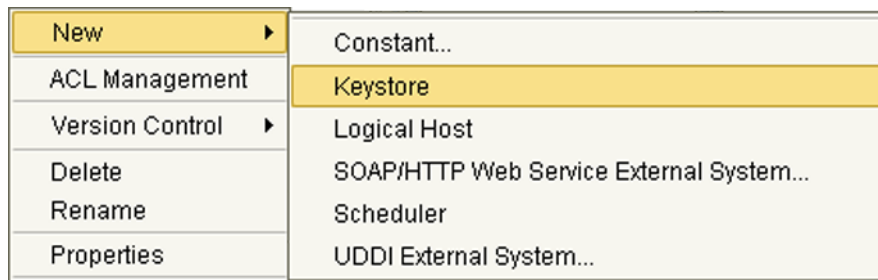 New
ACL Management
Version Control
Delete
Rename
Properties
Constant...
Keystore
Logical Host
SOAP/HTTP Web Service External System...
Scheduler
UDDI External System...